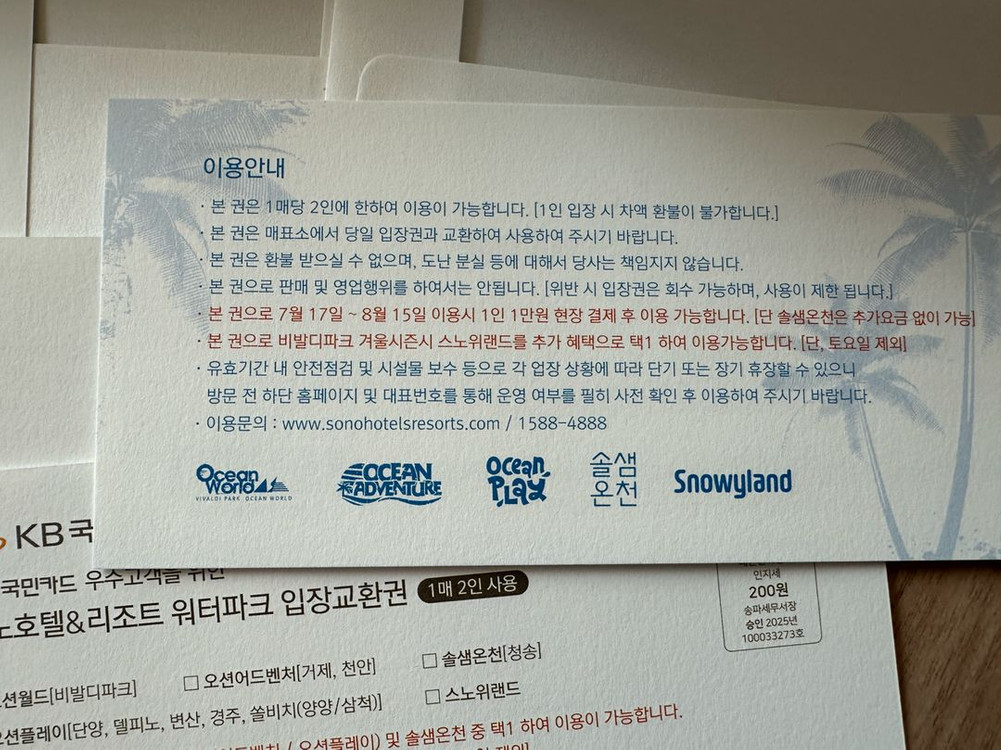 이용안내
· 본 권은 1매당 2인에 한하여 이용이 가능합니다. [1인 입장 시 차액 환불이 불가합니다.]
· 본 권은 매표소에서 당일 입장권과 교환하여 사용하여 주시기 바랍니다.
· 본 권은 환불 받으실 수 없으며, 도난 분실 등에 대해서 당사는 책임지지 않습니다.
· 본 권으로 판매 및 영업행위를 하여서는 안됩니다. [위반 시 입장권은 회수 가능하며, 사용이 제한 됩니다.]
· 본 권으로 7월 17일 ~ 8월 15일 이용시 1인 1만원 현장 결제 후 이용 가능합니다. [단 솔샘온천은 추가요금 없이 가능]
· 본 권으로 비발디파크 겨울시즌시 스노위랜드를 추가 혜택으로 택1 하여 이용가능합니다. [단, 토요일 제외]
· 유효기간 내 안전점검 및 시설물 보수 등으로 각 업장 상황에 따라 단기 또는 장기 휴장할 수 있으니
방문 전 하단 홈페이지 및 대표번호를 통해 운영 여부를 필히 사전 확인 후 이용하여 주시기 바랍니다.
· 이용문의 : www.sonohotelsresorts.com / 1588-4888
Ocean World
VIVALDI PARK OCEAN WORLD
OCEAN ADVENTURE
Ocean PLAY
솔샘온천
Snowyland
KB국
국민카드 우수고객을 위한
호텔&리조트 워터파크 입장교환권 1매 2인 사용
인지세
200원
송파세무서장
승인 2025년
100033273호
션월드[비발디파크] □ 오션어드벤처[거제, 천안] □ 솔샘온천[청송]
션플레이[단양, 델피노, 변산, 경주, 쏠비치(양양/삼척)] □ 스노위랜드
오션플레이) 및 솔샘온천 중 택1 하여 이용이 가능합니다.